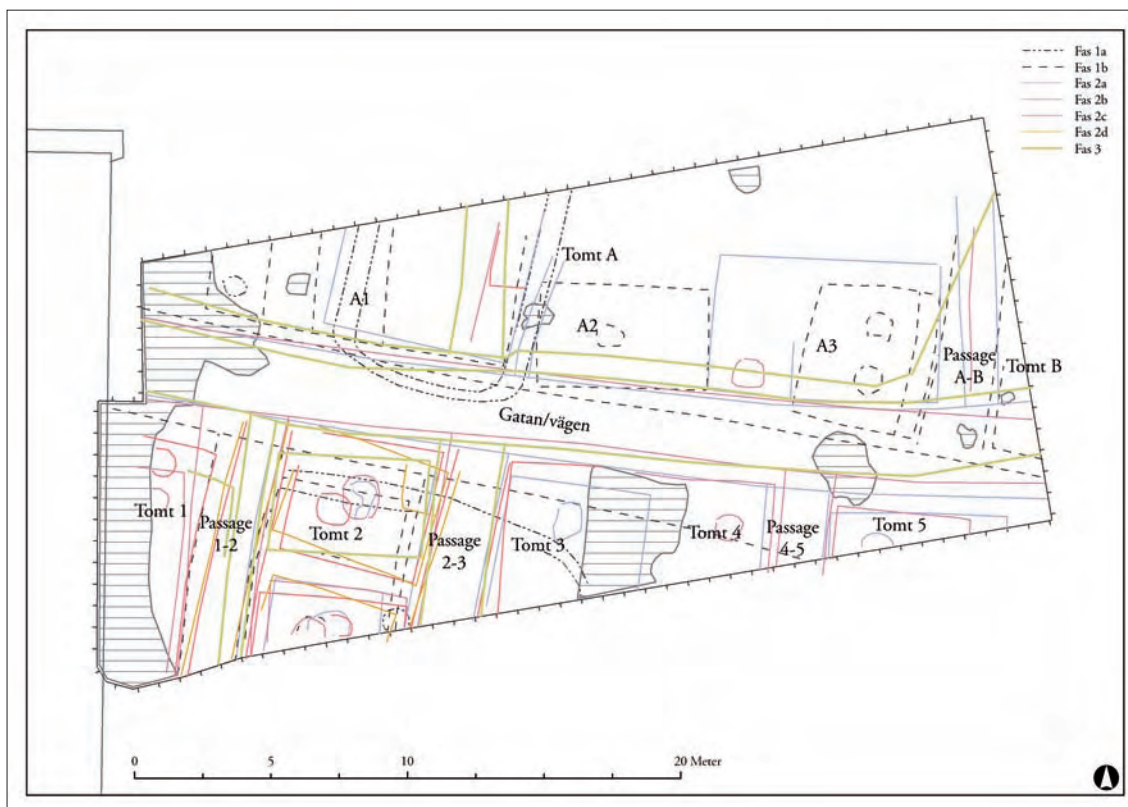 Fas 1a
Fas 1b
Fas 2a
Fas 2b
Fas 2c
Fas 2d
Fas 3
Tomt A
A1
A2
A3
Passage
A-B
Tomt B
Gatan/vägen
Tomt 1
Passage
1-2
Tomt 2
Passage
2-3
Tomt 3
Tomt 4
Passage
4-5
Tomt 5
0 5 10 20 Meter